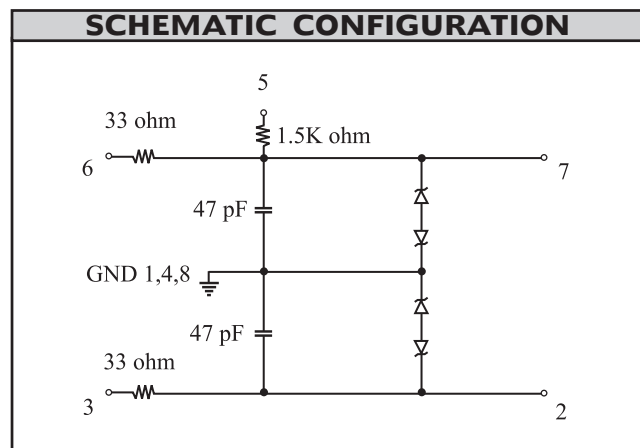 SCHEMATIC CONFIGURATION
5
33 ohm
1.5K ohm
6
7
47 pF
GND 1,4,8
47 pF
33 ohm
3
2